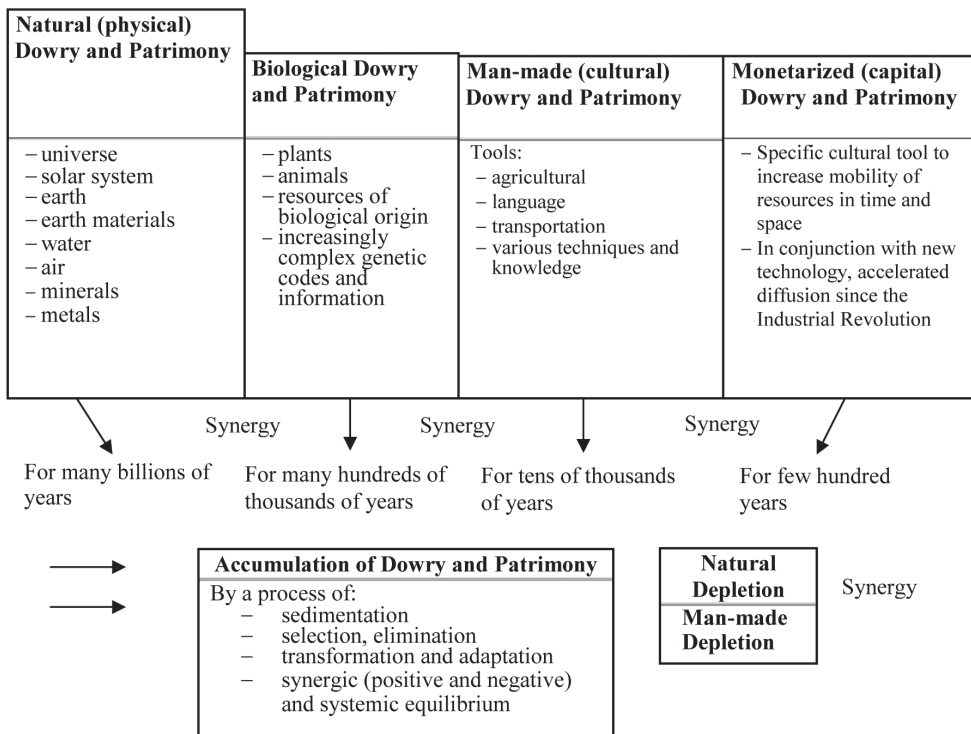 Natural (physical)
Dowry and Patrimony
– universe
– solar system
– earth
– earth materials
– water
– air
– minerals
– metals
Biological Dowry
and Patrimony
– plants
– animals
– resources of
biological origin
– increasingly
complex genetic
codes and
information
Man-made (cultural)
Dowry and Patrimony
Tools:
– agricultural
– language
– transportation
– various techniques and
knowledge
Monetarized (capital)
Dowry and Patrimony
– Specific cultural tool to
increase mobility of
resources in time and
space
– In conjunction with new
technology, accelerated
diffusion since the
Industrial Revolution
Synergy
Synergy
Synergy
For many billions of
years
For many hundreds of
thousands of years
For tens of thousands
of years
For few hundred
years
Accumulation of Dowry and Patrimony
By a process of:
– sedimentation
– selection, elimination
– transformation and adaptation
– synergic (positive and negative)
and systemic equilibrium
Natural
Depletion
Man-made
Depletion
Synergy